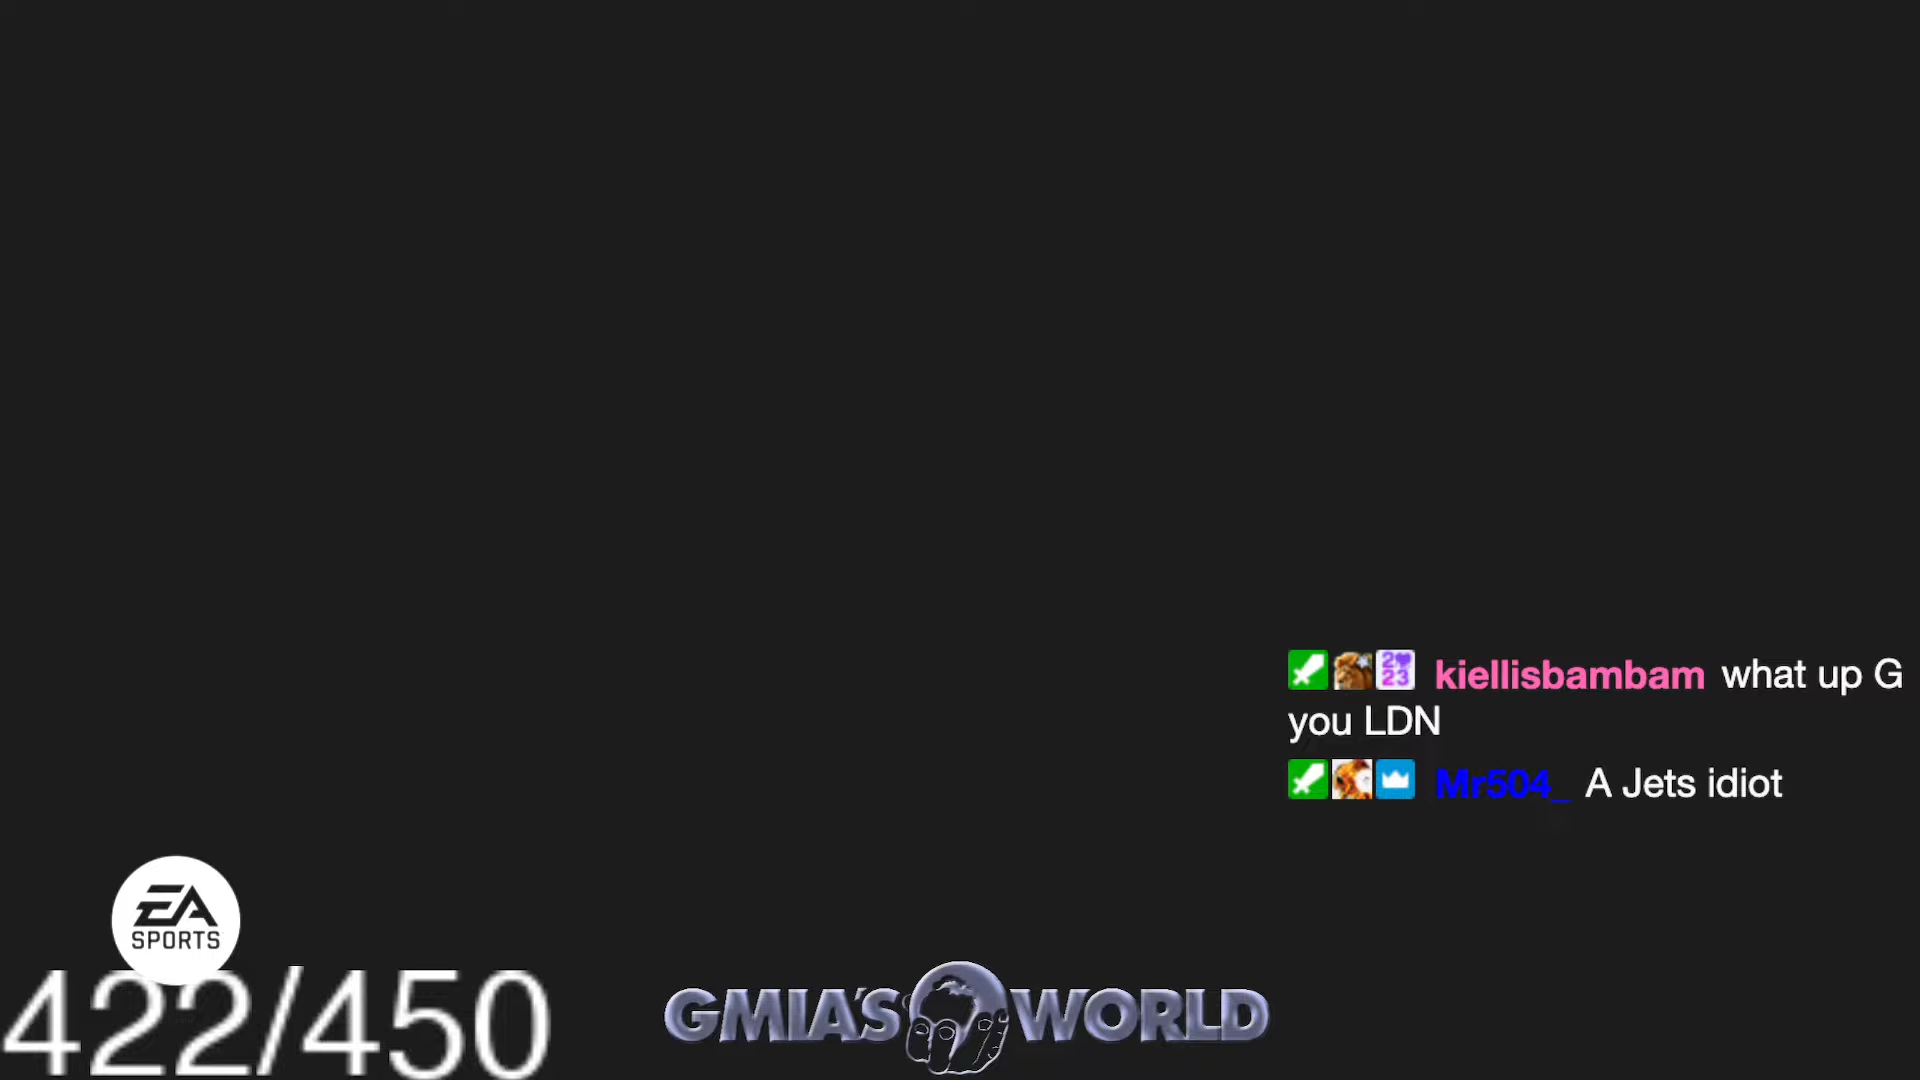 kiellisbambam what up G
you LDN
Mr504_ A Jets idiot
EA
SPORTS
422/450
GMIA'S WORLD